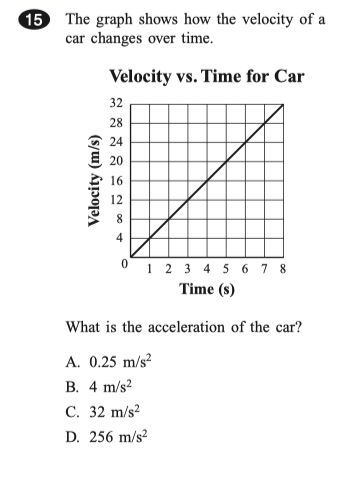 15 The graph shows how the velocity of a
car changes over time.
Velocity vs. Time for Car
Velocity (m/s)
32
28
24
20
16
12
8
4
0
1 2 3 4 5 6 7 8
Time (s)
What is the acceleration of the car?
A. 0.25 m/s²
B. 4 m/s²
C. 32 m/s²
D. 256 m/s²